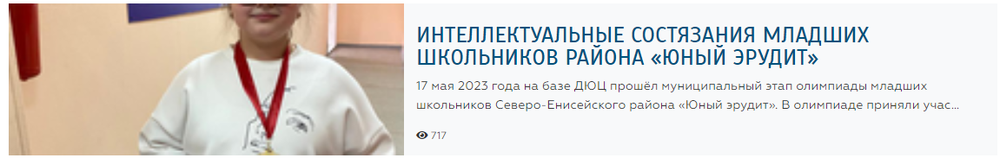 ИНТЕЛЛЕКТУАЛЬНЫЕ СОСТЯЗАНИЯ МЛАДШИХ
ШКОЛЬНИКОВ РАЙОНА «ЮНЫЙ ЭРУДИТ»
17 мая 2023 года на базе ДЮЦ прошёл муниципальный этап олимпиады младших
школьников Северо-Енисейского района «Юный эрудит». В олимпиаде приняли учас...
717